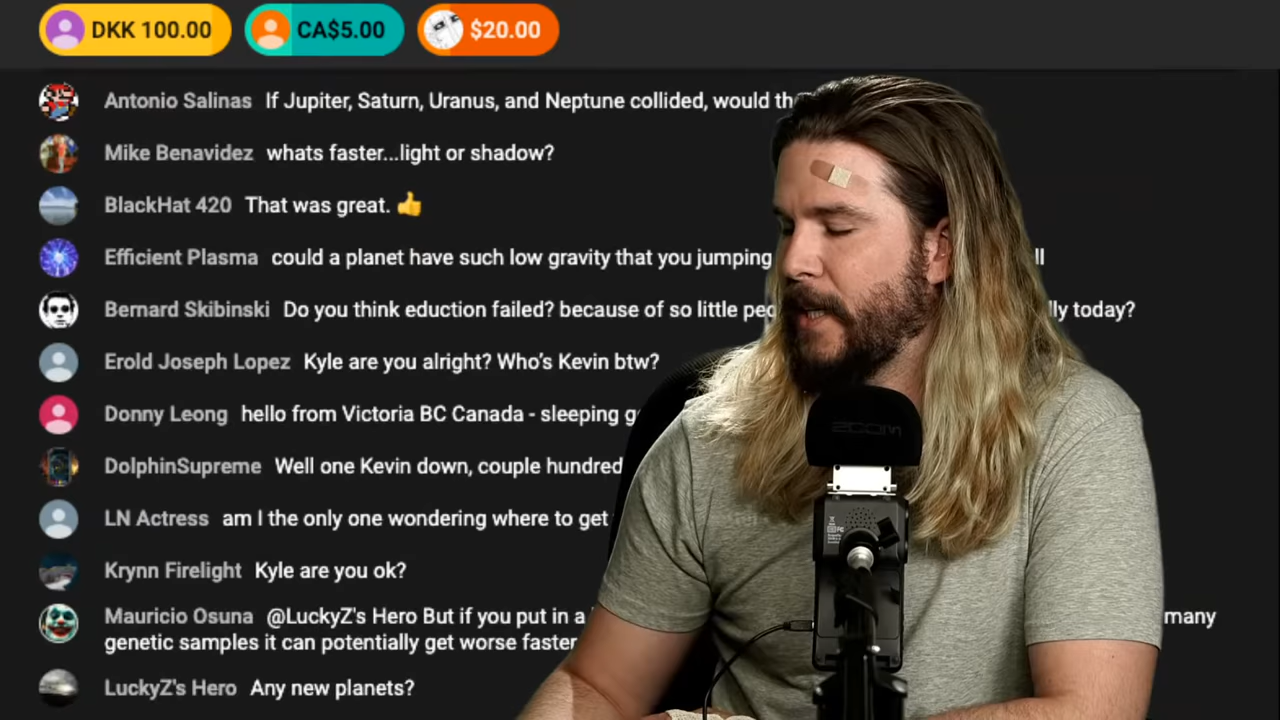 DKK 100.00 CA$5.00 $20.00
Antonio Salinas If Jupiter, Saturn, Uranus, and Neptune collided, would
Mike Benavidez whats faster...light or shadow?
BlackHat 420 That was great. 👍
Efficient Plasma could a planet have such low gravity that you jumping
Bernard Skibinski Do you think eduction failed? because of so little today?
Erold Joseph Lopez Kyle are you alright? Who's Kevin btw?
Donny Leong hello from Victoria BC Canada - sleeping
DolphinSupreme Well one Kevin down, couple hundred
LN Actress am I the only one wondering where to get
Krynn Firelight Kyle are you ok?
Mauricio Osuna @LuckyZ's Hero But if you put in a many
genetic samples it can potentially get worse faster
LuckyZ's Hero Any new planets?
zoom